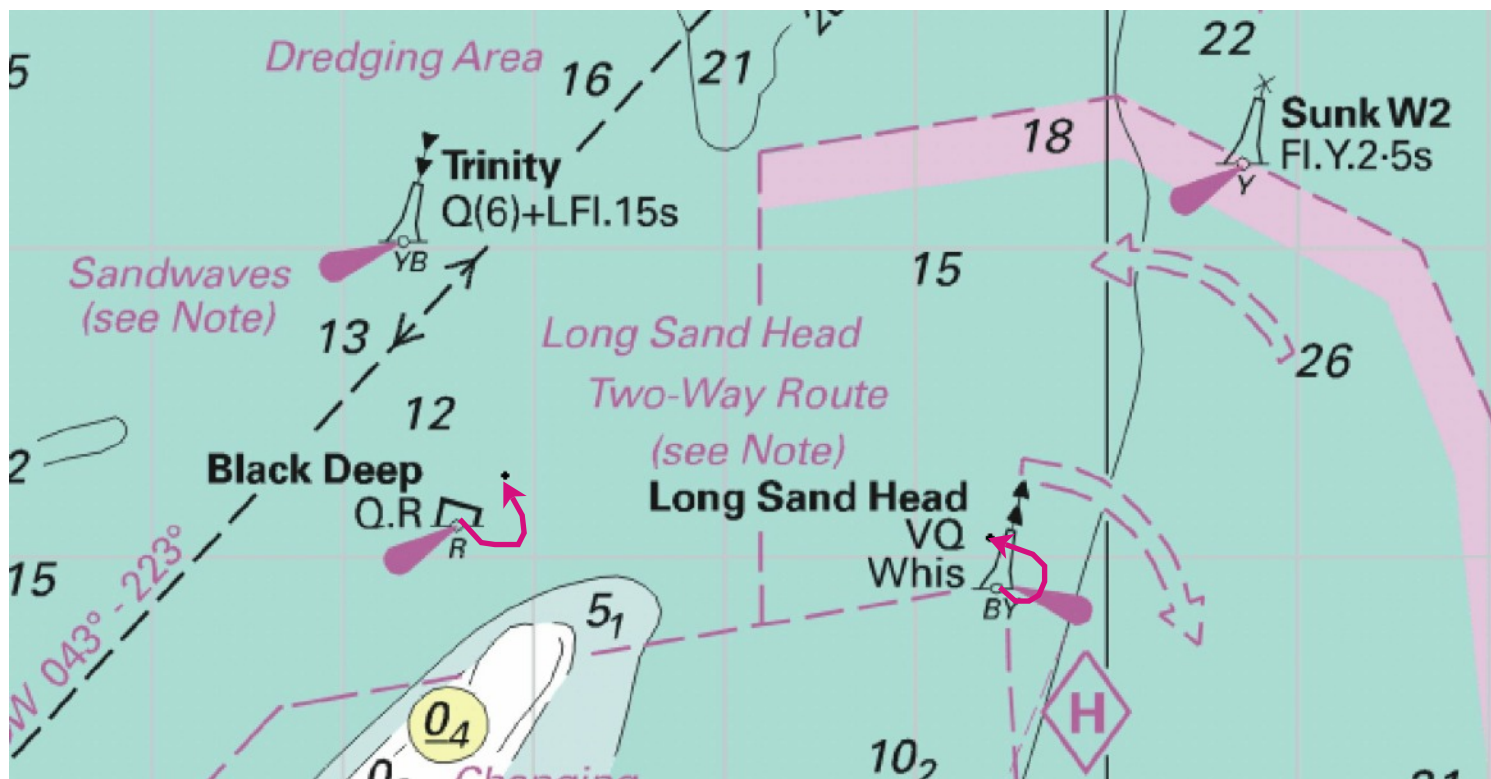 Dredging Area
16
21
22
5
18
Sunk W2
Fl.Y.2·5s
Y
Trinity
Q(6)+LFl.15s
YB
Sandwaves
(see Note)
13
15
Long Sand Head
Two-Way Route
(see Note)
26
12
2
Black Deep
Q.R
R
Long Sand Head
VQ
Whis
BY
15
W 043° - 223°
5₁
H
0₄
10₂
Changing